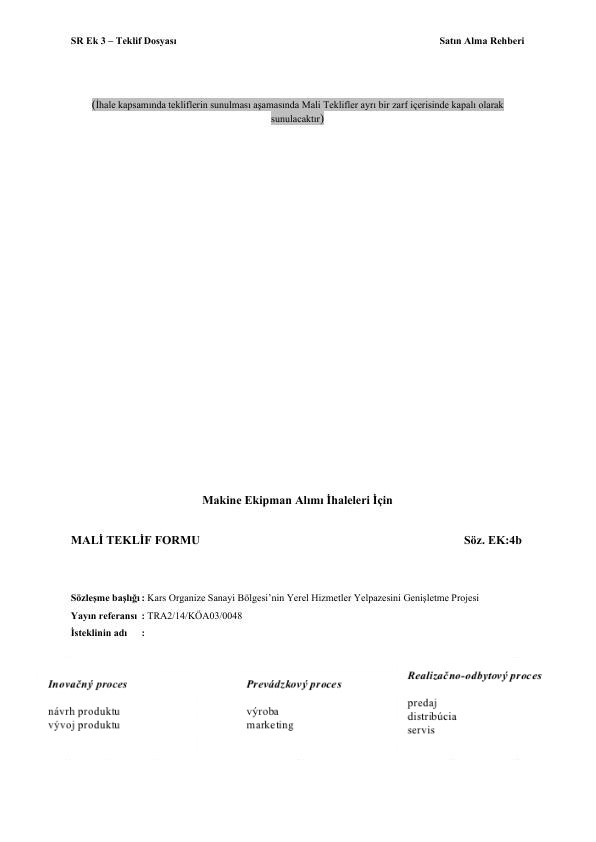 SR Ek 3 – Teklif Dosyası Satın Alma Rehberi
(İhale kapsamında tekliflerin sunulması aşamasında Mali Teklifler ayrı bir zarf içerisinde kapalı olarak
sunulacaktır)
Makine Ekipman Alımı İhaleleri İçin
MALİ TEKLİF FORMU Söz. EK:4b
Sözleşme başlığı : Kars Organize Sanayi Bölgesi’nin Yerel Hizmetler Yelpazesini Genişletme Projesi
Yayın referansı : TRA2/14/KÖA03/0048
İsteklinin adı :
Inovačný proces
návrh produktu
vývoj produktu
Prevádzkový proces
výroba
marketing
Realizačno-odbytový proces
predaj
distribúcia
servis